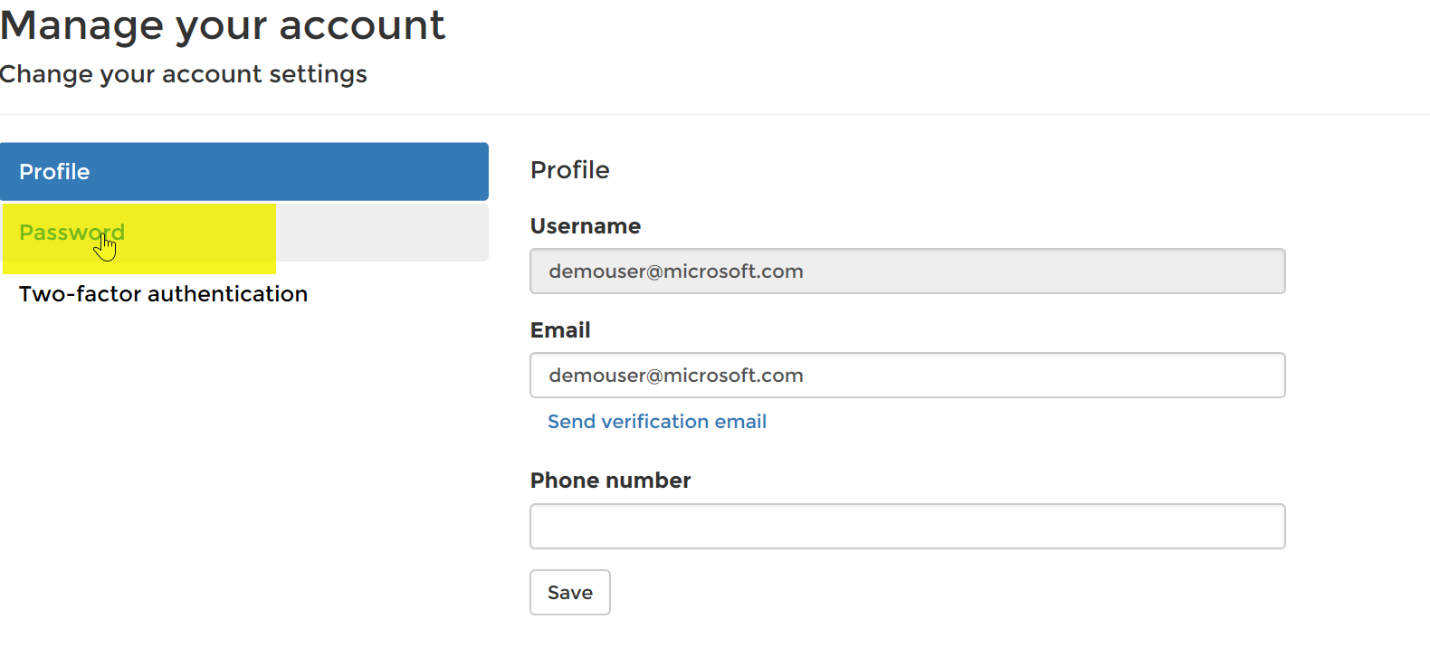 Manage your account
Change your account settings
Profile
Password
Two-factor authentication
Profile
Username
demouser@microsoft.com
Email
demouser@microsoft.com
Send verification email
Phone number
Save